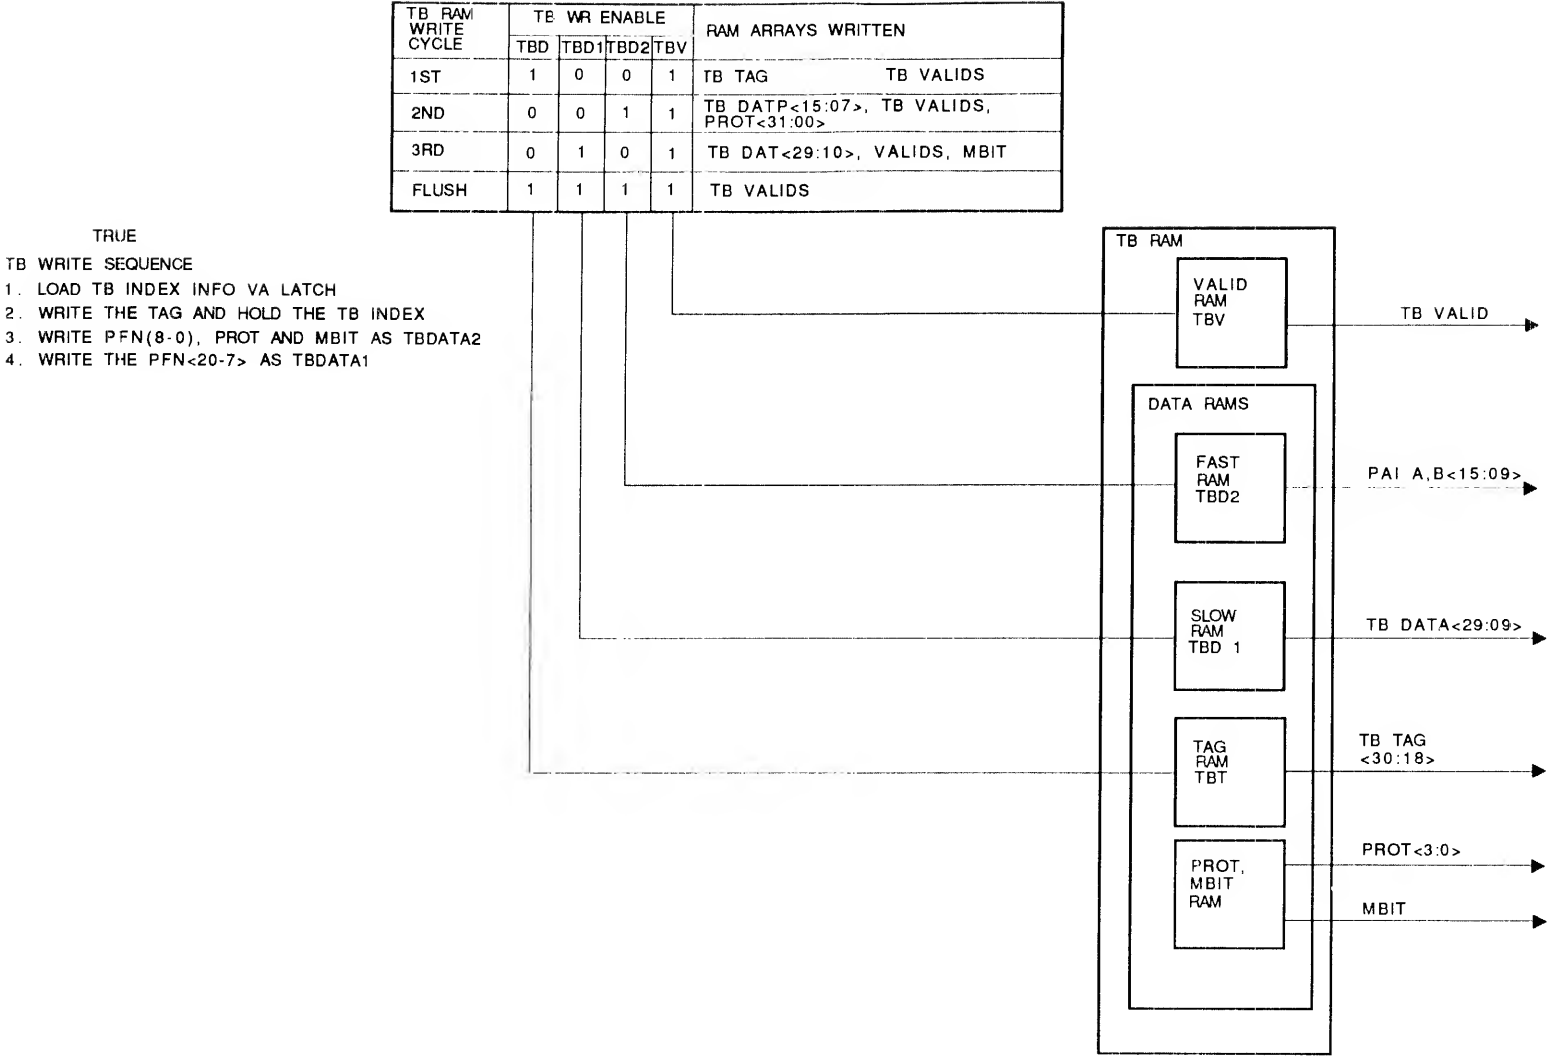 TB RAM
WRITE
CYCLE
TB WR ENABLE
RAM ARRAYS WRITTEN
TBD TBD1 TBD2 TBV
1ST 1 0 0 1 TB TAG TB VALIDS
2ND 0 0 1 1 TB DATP<15:07>, TB VALIDS,
PROT<31:00>
3RD 0 1 0 1 TB DAT<29:10>, VALIDS, MBIT
FLUSH 1 1 1 1 TB VALIDS
TRUE
TB WRITE SEQUENCE
1. LOAD TB INDEX INFO VA LATCH
2. WRITE THE TAG AND HOLD THE TB INDEX
3. WRITE PFN(8-0), PROT AND MBIT AS TBDATA2
4. WRITE THE PFN<20-7> AS TBDATA1
TB RAM
VALID
RAM
TBV
TB VALID
DATA RAMS
FAST
RAM
TBD2
PAI A,B<15:09>
SLOW
RAM
TBD 1
TB DATA<29:09>
TAG
RAM
TBT
TB TAG
<30:18>
PROT,
MBIT
RAM
PROT<3:0>
MBIT